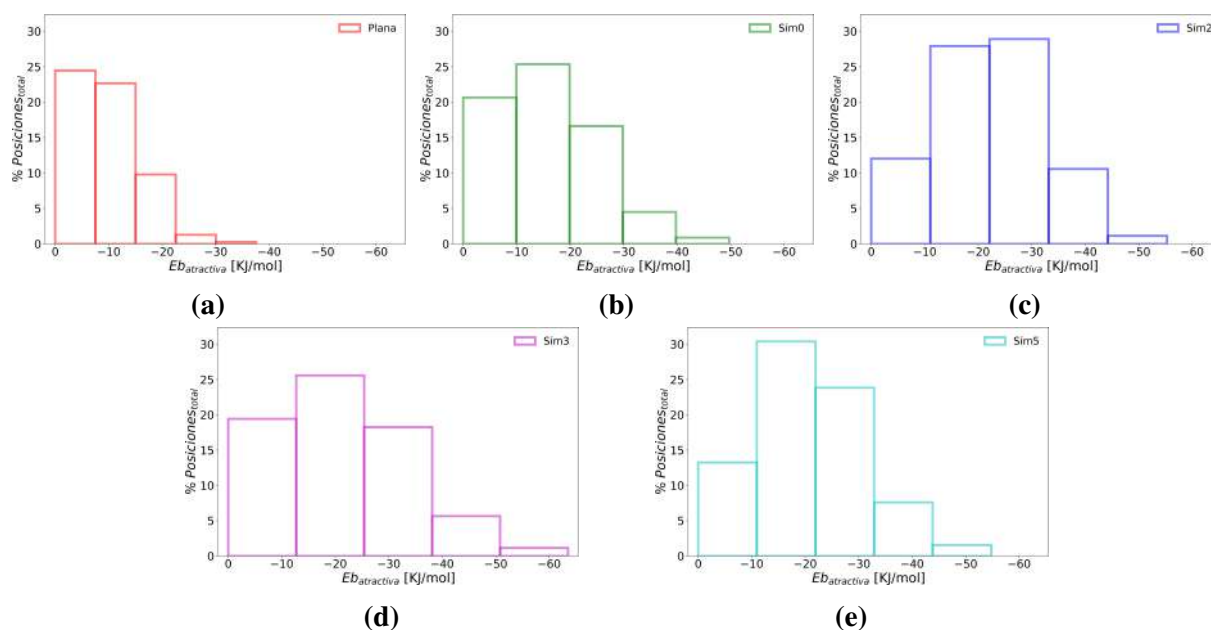 Plana
% Posiciones_total
30
25
20
15
10
5
0
0 −10 −20 −30 −40 −50 −60
Eb_atractiva [KJ/mol]
(a)
Sim0
% Posiciones_total
30
25
20
15
10
5
0
0 −10 −20 −30 −40 −50 −60
Eb_atractiva [KJ/mol]
(b)
Sim2
% Posiciones_total
30
25
20
15
10
5
0
0 −10 −20 −30 −40 −50 −60
Eb_atractiva [KJ/mol]
(c)
Sim3
% Posiciones_total
30
25
20
15
10
5
0
0 −10 −20 −30 −40 −50 −60
Eb_atractiva [KJ/mol]
(d)
Sim5
% Posiciones_total
30
25
20
15
10
5
0
0 −10 −20 −30 −40 −50 −60
Eb_atractiva [KJ/mol]
(e)